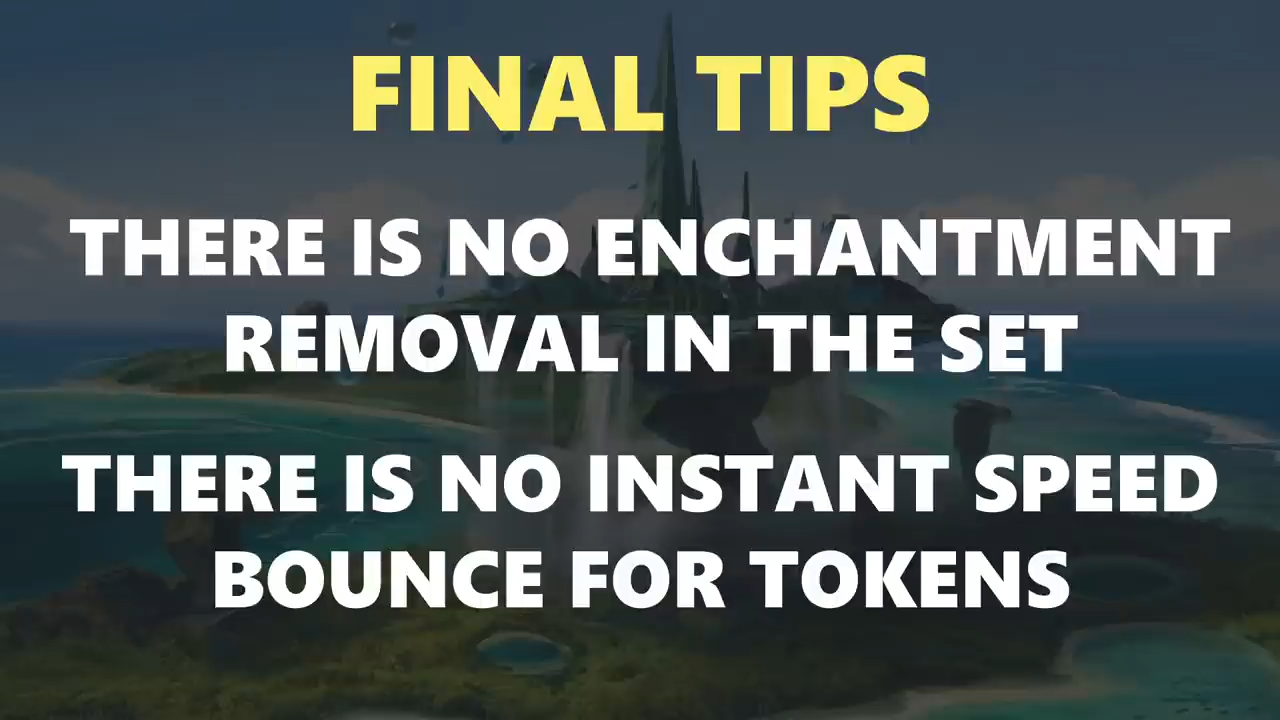 FINAL TIPS
THERE IS NO ENCHANTMENT
REMOVAL IN THE SET
THERE IS NO INSTANT SPEED
BOUNCE FOR TOKENS